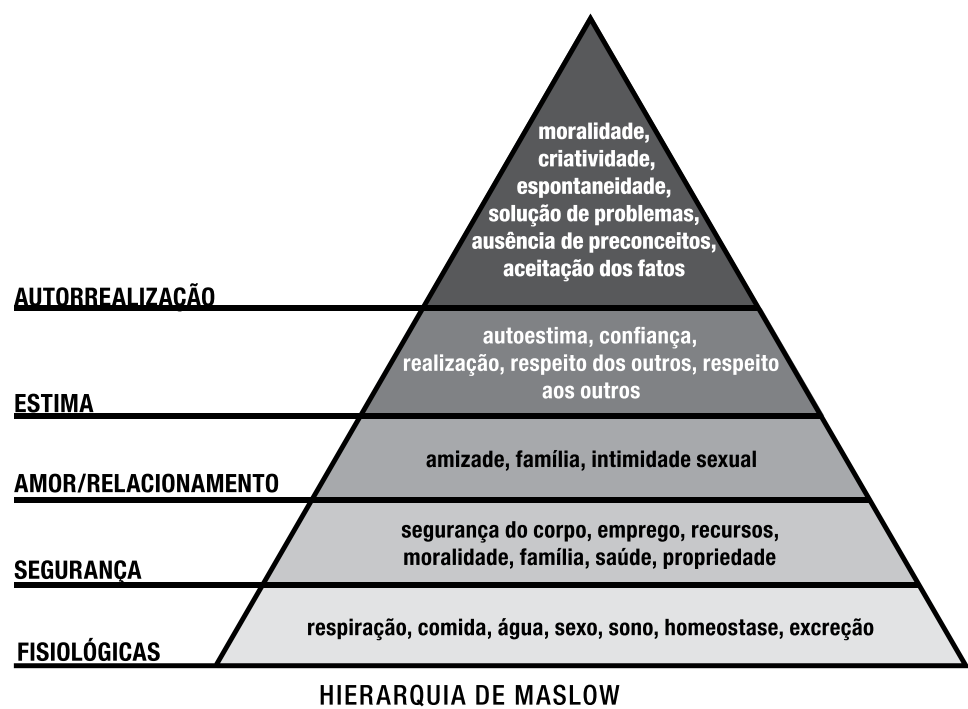 moralidade,
criatividade,
espontaneidade,
solução de problemas,
ausência de preconceitos,
aceitação dos fatos
AUTORREALIZAÇÃO
autoestima, confiança,
realização, respeito dos outros, respeito
aos outros
ESTIMA
amizade, família, intimidade sexual
AMOR/RELACIONAMENTO
segurança do corpo, emprego, recursos,
moralidade, família, saúde, propriedade
SEGURANÇA
respiração, comida, água, sexo, sono, homeostase, excreção
FISIOLÓGICAS
HIERARQUIA DE MASLOW